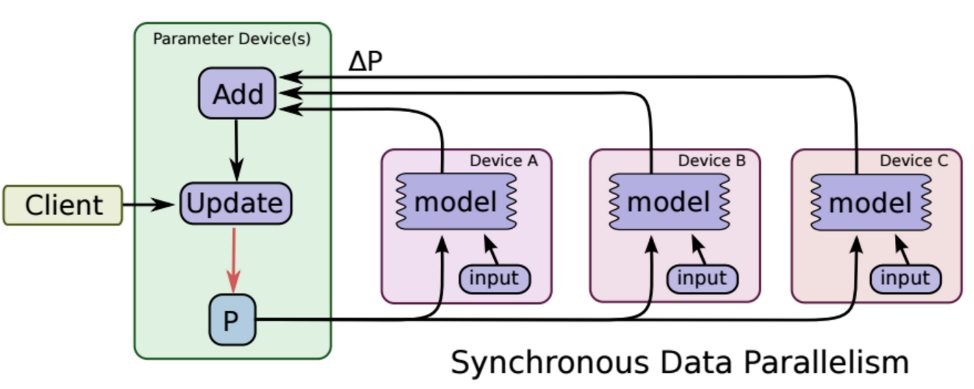 Parameter Device(s)
ΔP
Add
Device A
Device B
Device C
Client
Update
model
model
model
input
input
input
P
Synchronous Data Parallelism